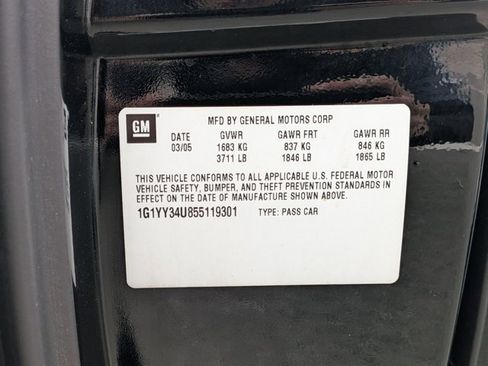 GM
MFD BY GENERAL MOTORS CORP
DATE GVWR GAWR FRT GAWR RR
03/05 1683 KG 837 KG 846 KG
3711 LB 1846 LB 1865 LB
THIS VEHICLE CONFORMS TO ALL APPLICABLE U.S. FEDERAL MOTOR
VEHICLE SAFETY, BUMPER, AND THEFT PREVENTION STANDARDS IN
EFFECT ON THE DATE OF MANUFACTURE SHOWN ABOVE.
1G1YY34U855119301 TYPE: PASS CAR